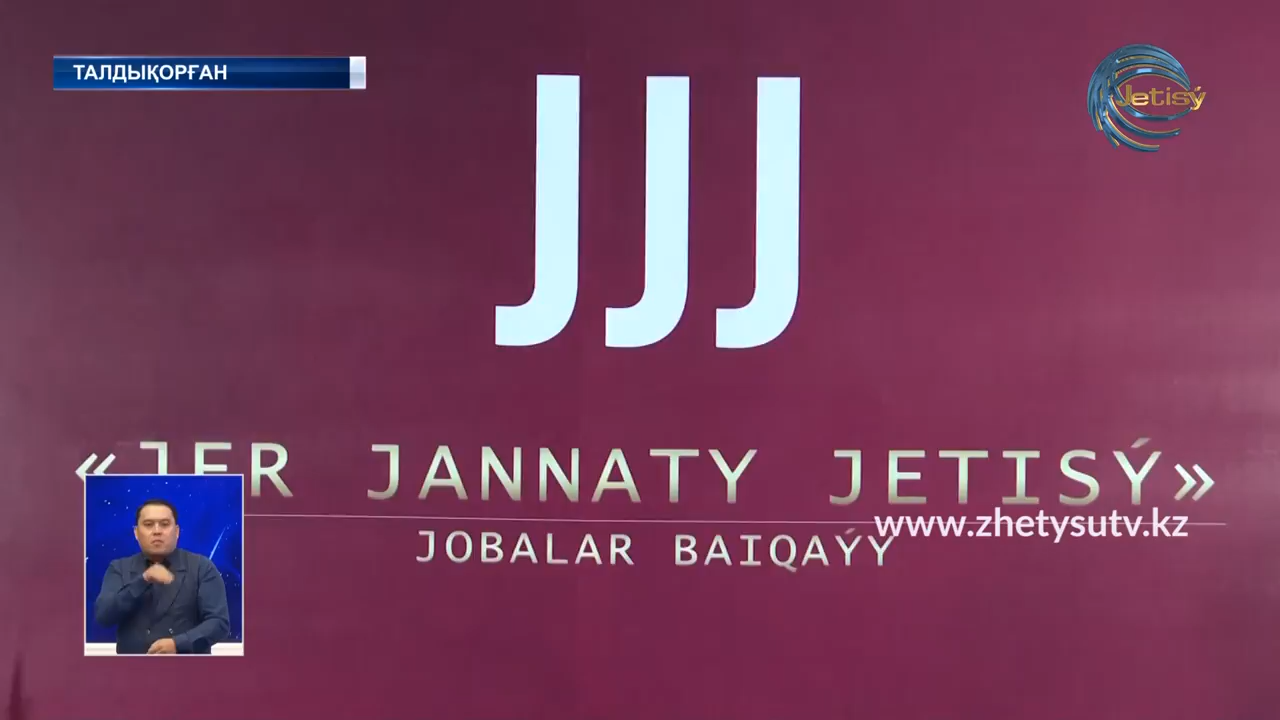 ТАЛДЫҚОРҒАН
Jetisý
JJJ
«JER JANNATY JETISÝ»
www.zhetysutv.kz
JOBALAR BAIQAÝY